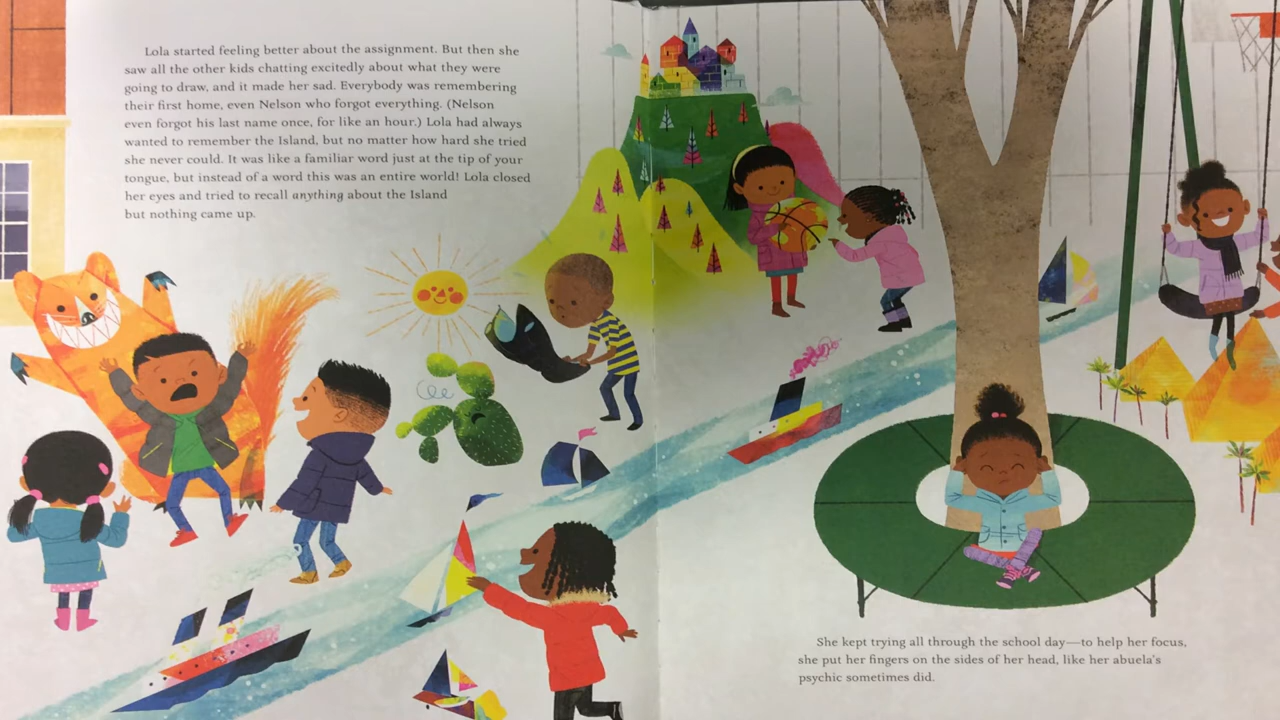 Lola started feeling better about the assignment. But then she
saw all the other kids chatting excitedly about what they were
going to draw, and it made her sad. Everybody was remembering
their first home, even Nelson who forgot everything. (Nelson
even forgot his last name once, for like an hour.) Lola had always
wanted to remember the Island, but no matter how hard she tried
she never could. It was like a familiar word just at the tip of your
tongue, but instead of a word this was an entire world! Lola closed
her eyes and tried to recall anything about the Island
but nothing came up.
She kept trying all through the school day—to help her focus,
she put her fingers on the sides of her head, like her abuela's
psychic sometimes did.